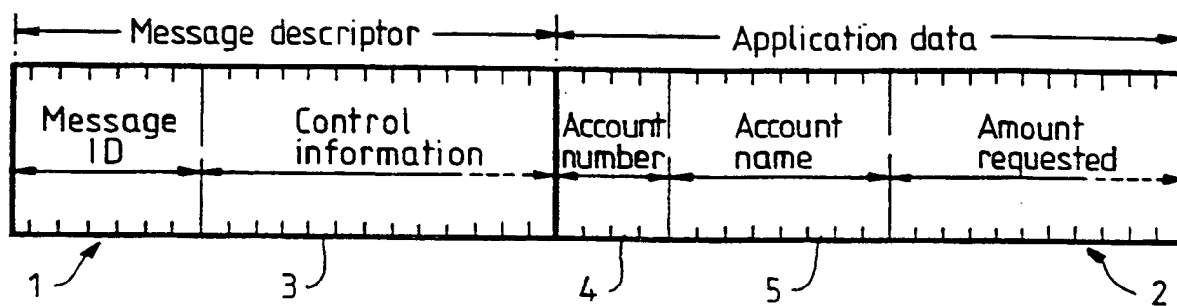 Message descriptor
Application data
Message ID
Control information
Account number
Account name
Amount requested
1
3
4
5
2